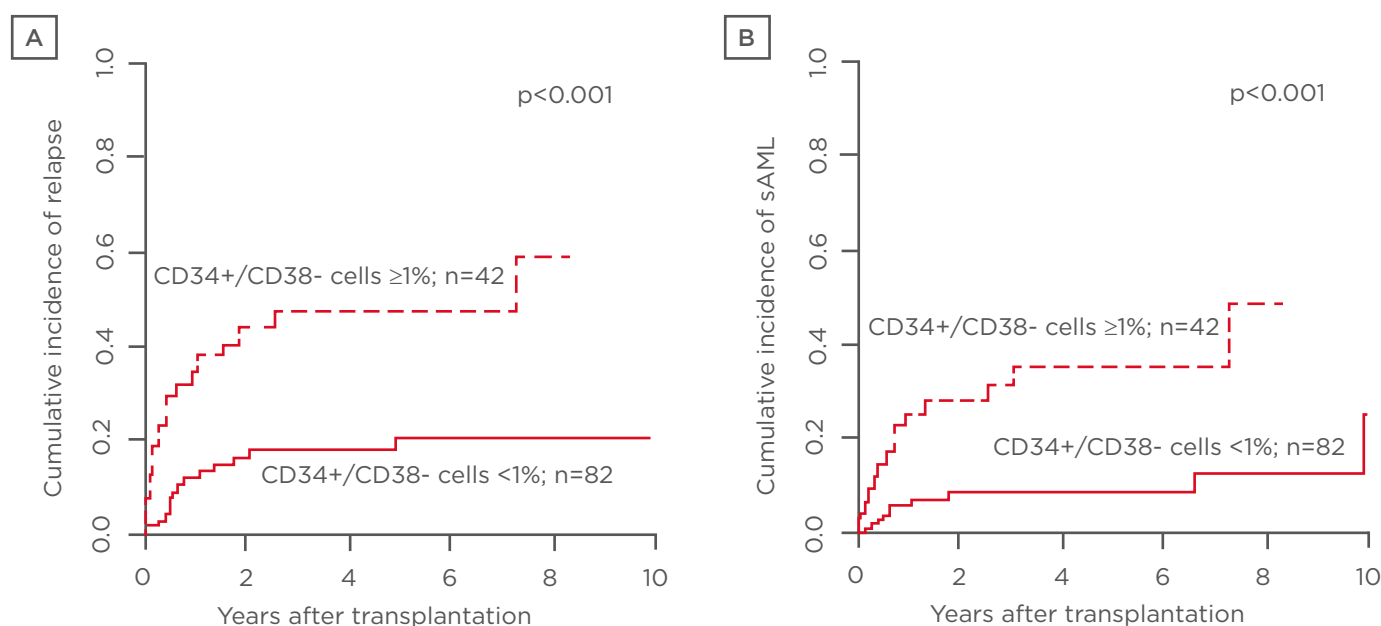 A
Cumulative incidence of relapse
1.0
0.8
0.6
0.4
0.2
0.0
p<0.001
CD34+/CD38- cells ≥1%; n=42
CD34+/CD38- cells <1%; n=82
0 2 4 6 8 10
Years after transplantation
B
Cumulative incidence of sAML
1.0
0.8
0.6
0.4
0.2
0.0
p<0.001
CD34+/CD38- cells ≥1%; n=42
CD34+/CD38- cells <1%; n=82
0 2 4 6 8 10
Years after transplantation